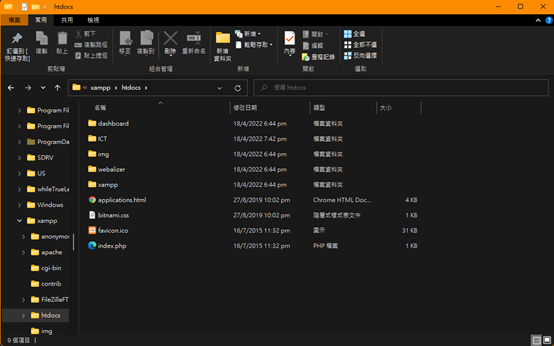 htdocs
檔案 常用 共用 檢視
釘選到 [快速存取] 複製 貼上 剪下 複製路徑 貼上捷徑 移至 複製到 刪除 重新命名 新增資料夾 新增 輕鬆存取 內容 開啟 編輯 歷程記錄 全選 全部不選 反向選擇
剪貼簿 組合管理 新增 開啟 選取
« xampp › htdocs ›
搜尋 htdocs
名稱 修改日期 類型 大小
Program Fil
Program Fil
ProgramDa
SDRV
US
whileTrueLe
Windows
xampp
anonymou
apache
cgi-bin
contrib
FileZillaFT
htdocs
img
dashboard 18/4/2022 6:44 pm 檔案資料夾
ICT 18/4/2022 7:42 pm 檔案資料夾
img 18/4/2022 6:44 pm 檔案資料夾
webalizer 18/4/2022 6:44 pm 檔案資料夾
xampp 18/4/2022 6:44 pm 檔案資料夾
applications.html 27/8/2019 10:02 pm Chrome HTML Doc... 4 KB
bitnami.css 27/8/2019 10:02 pm 階層式樣式表文件 1 KB
favicon.ico 16/7/2015 11:32 pm 圖示 31 KB
index.php 16/7/2015 11:32 pm PHP 檔案 1 KB
9 個項目